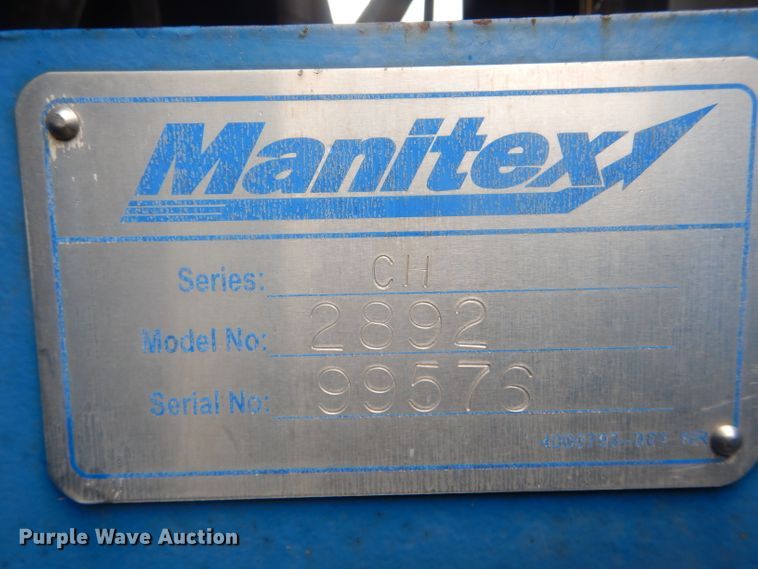 Manitex
Series: CH
Model No: 2892
Serial No: 99576
Purple Wave Auction®